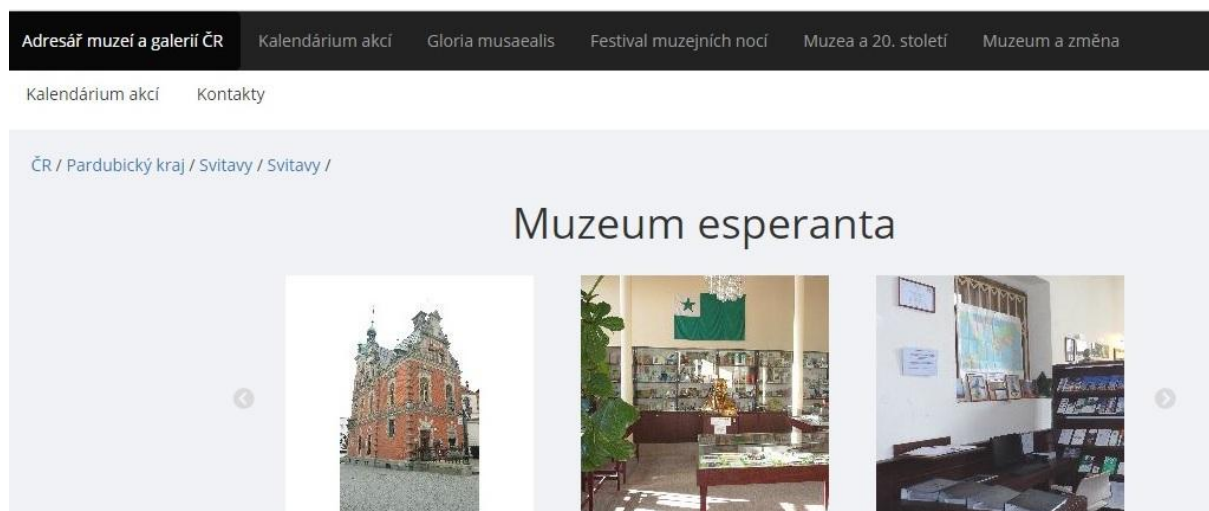 Adresář muzeí a galerií ČR Kalendárium akcí Gloria musaealis Festival muzejních nocí Muzea a 20. století Muzeum a změna
Kalendárium akcí Kontakty
ČR / Pardubický kraj / Svitavy / Svitavy /
Muzeum esperanta